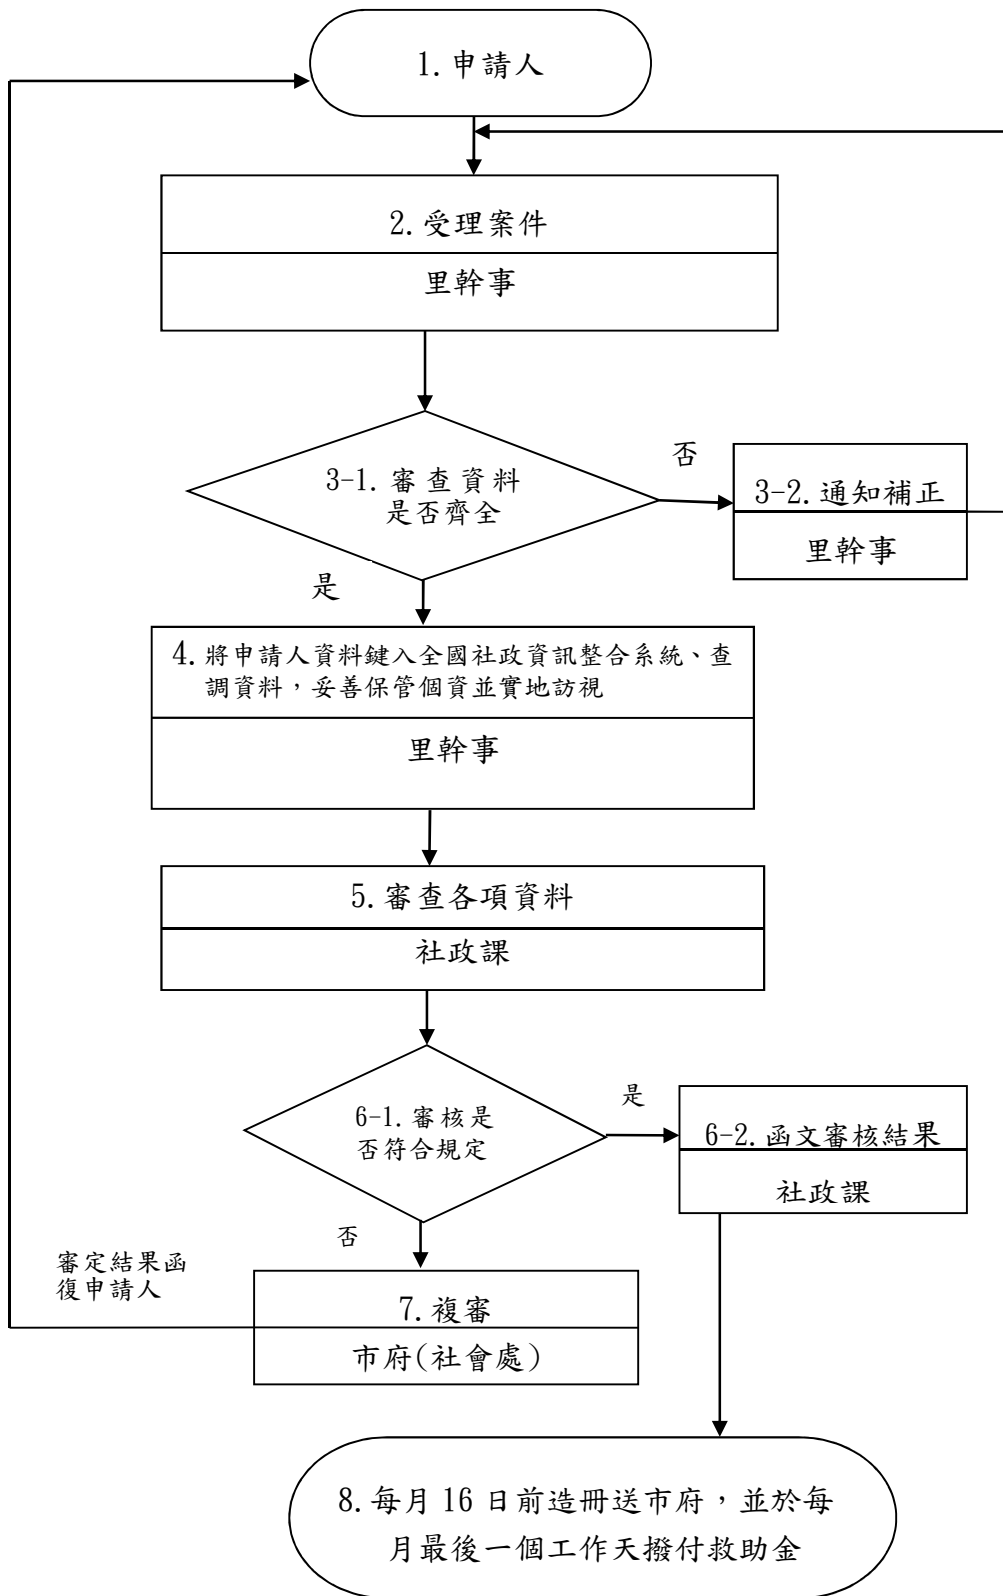 1.申請人
2.受理案件
里幹事
3-1.審查資料
是否齊全
否
3-2.通知補正
里幹事
是
4.將申請人資料鍵入全國社政資訊整合系統、查
調資料，妥善保管個資並實地訪視
里幹事
5.審查各項資料
社政課
6-1.審核是
否符合規定
是
6-2.函文審核結果
社政課
否
審定結果函
復申請人
7.複審
市府(社會處)
8.每月16日前造冊送市府，並於每
月最後一個工作天撥付救助金